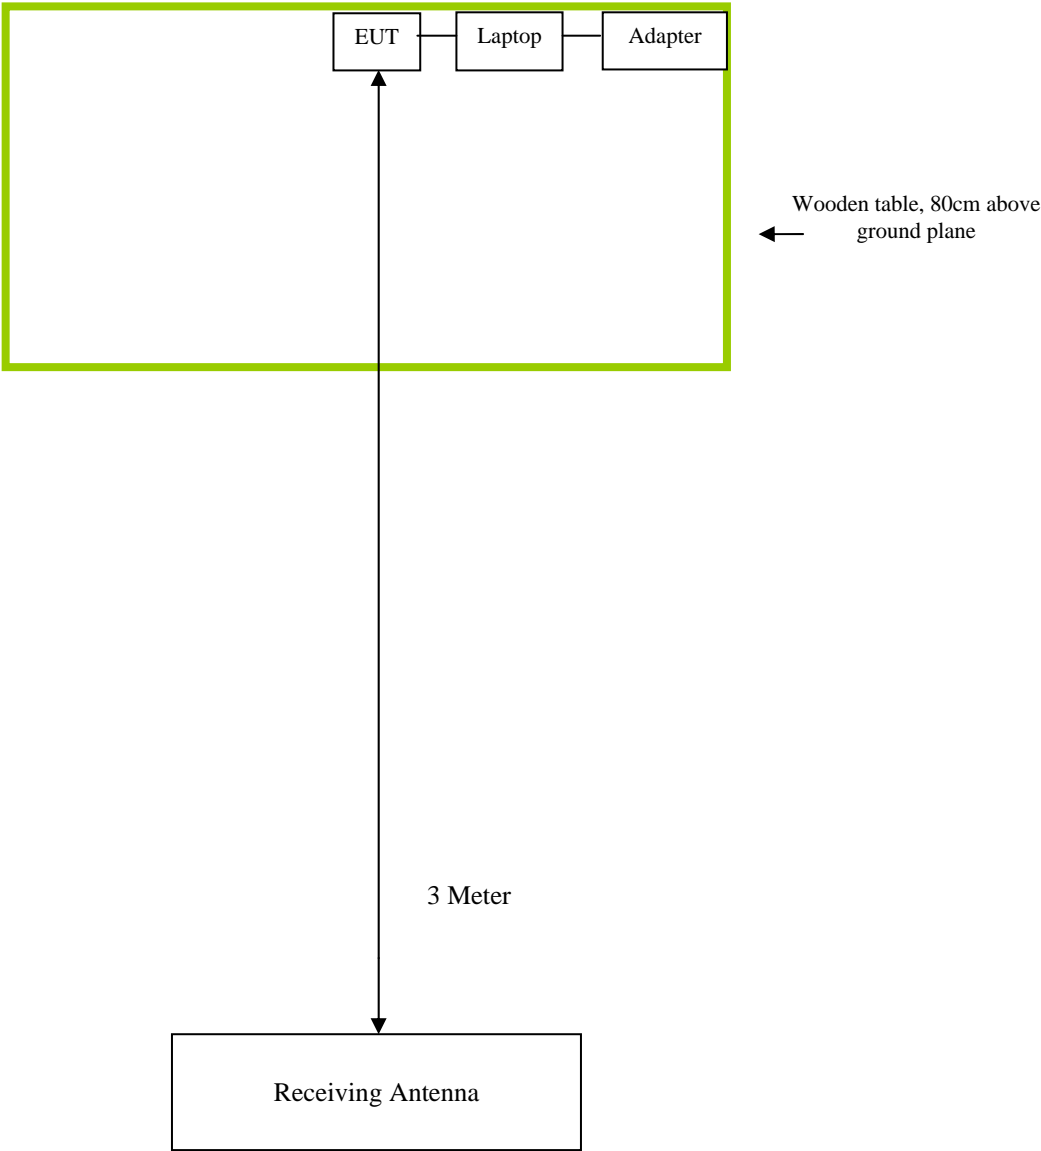 EUT
Laptop
Adapter
Wooden table, 80cm above
ground plane
3 Meter
Receiving Antenna